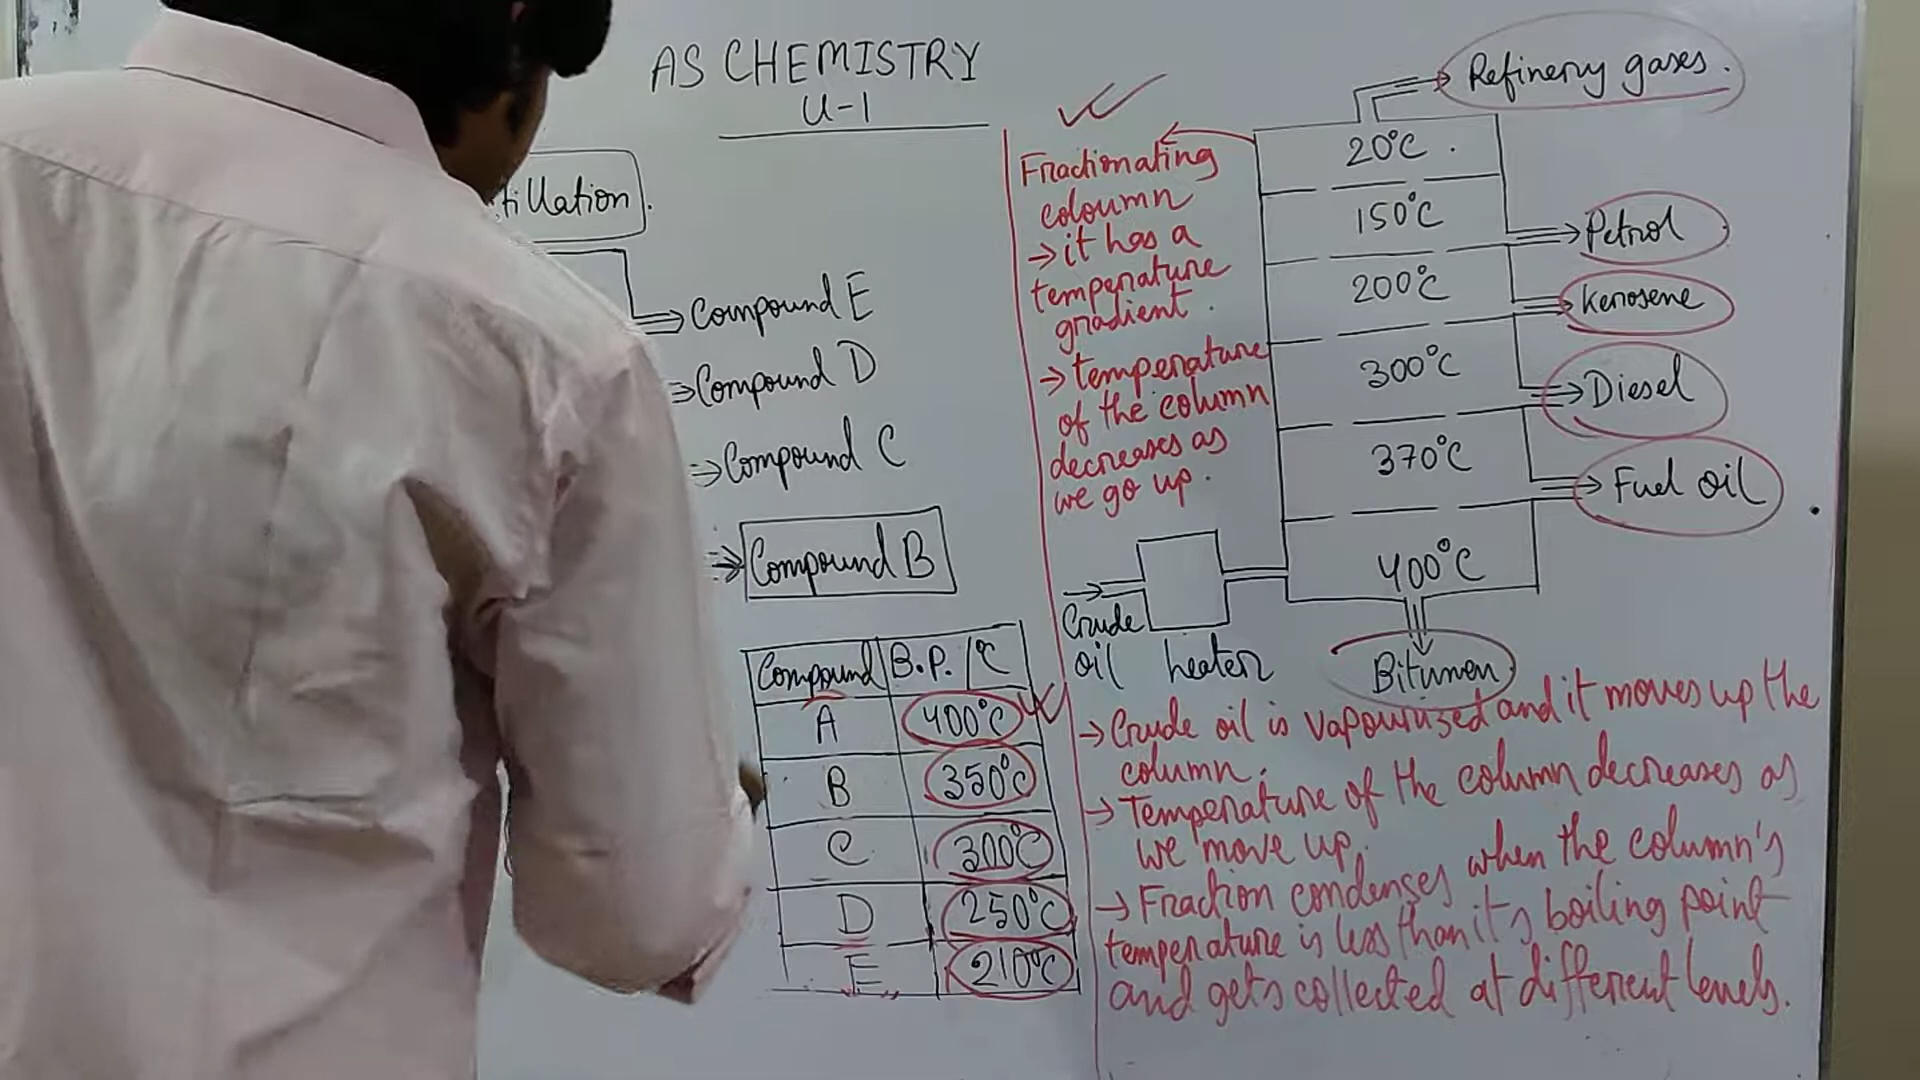 AS CHEMISTRY
U-1
tillation.
Compound E
Compound D
Compound C
Compound B
Compound B.P./°C
A 400°C
B 350°C
C 300°C
D 250°C
E 210°C
Fractionating
coloumn
→ it has a
temperature
gradient.
→ temperature
of the column
decreases as
we go up.
Refinery gases.
20°C.
150°C
Petrol
200°C
Kerosene
300°C
Diesel
370°C
Fuel oil
400°C
Crude
oil heater
Bitumen
→ Crude oil is vapourized and it moves up the
column.
→ Temperature of the column decreases as
we move up.
→ Fraction condenses when the column's
temperature is less than it's boiling point
and gets collected at different levels.